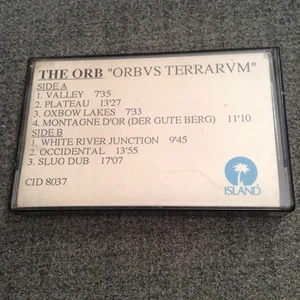 THE ORB "ORBVS TERRARVM"
SIDE A
1. VALLEY 7'35
2. PLATEAU 13'27
3. OXBOW LAKES 7'33
4. MONTAGNE D'OR (DER GUTE BERG) 11'10
SIDE B
1. WHITE RIVER JUNCTION 9'45
2. OCCIDENTAL 13'55
3. SLUG DUB 17'07
CID 8037
ISLAND